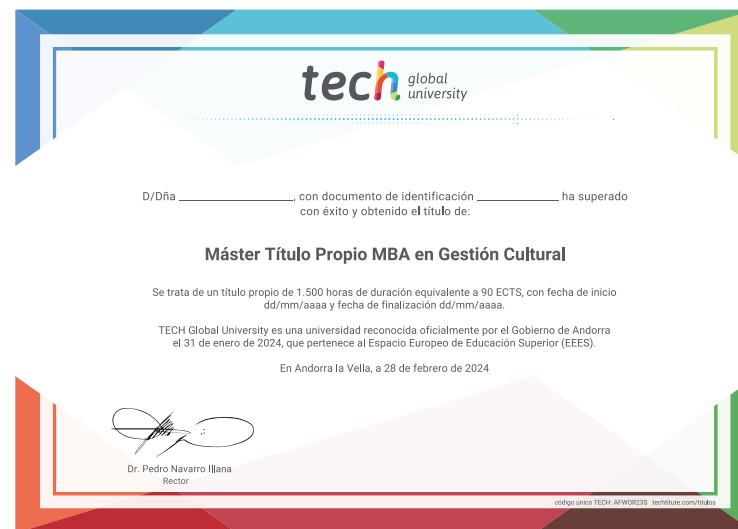 tech global university
D/Dña ____________________, con documento de identificación ______________ ha superado
con éxito y obtenido el título de:
Máster Título Propio MBA en Gestión Cultural
Se trata de un título propio de 1.500 horas de duración equivalente a 90 ECTS, con fecha de inicio
dd/mm/aaaa y fecha de finalización dd/mm/aaaa.
TECH Global University es una universidad reconocida oficialmente por el Gobierno de Andorra
el 31 de enero de 2024, que pertenece al Espacio Europeo de Educación Superior (EEES).
En Andorra la Vella, a 28 de febrero de 2024
Dr. Pedro Navarro Illana
Rector
código único TECH: AFWOR23S techtitute.com/titulos